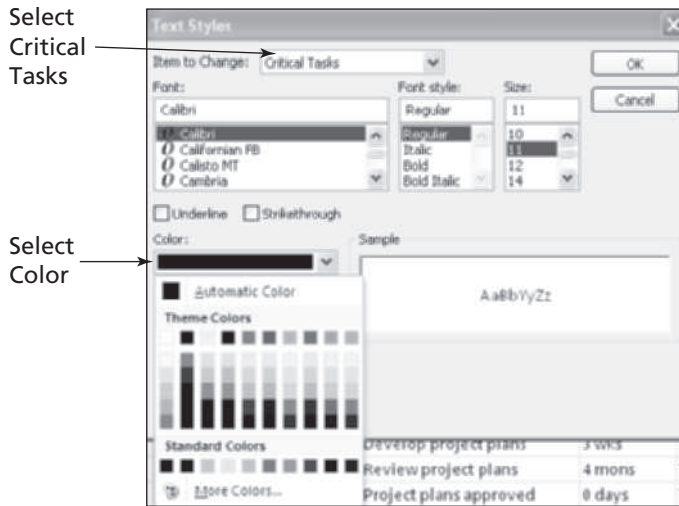 Select
Critical
Tasks
Text Styles
Item to Change: Critical Tasks
OK
Font: Font style: Size:
Cancel
Calibri Regular 11
Calibri Regular 10
Californian FB Italic 11
Calisto MT Bold 12
Cambria Bold Italic 14
Underline Strikethrough
Select
Color
Color: Sample
Automatic Color
AaBbYyZz
Theme Colors
Standard Colors
More Colors...
Develop project plans 3 wks
Review project plans 4 mons
Project plans approved 0 days